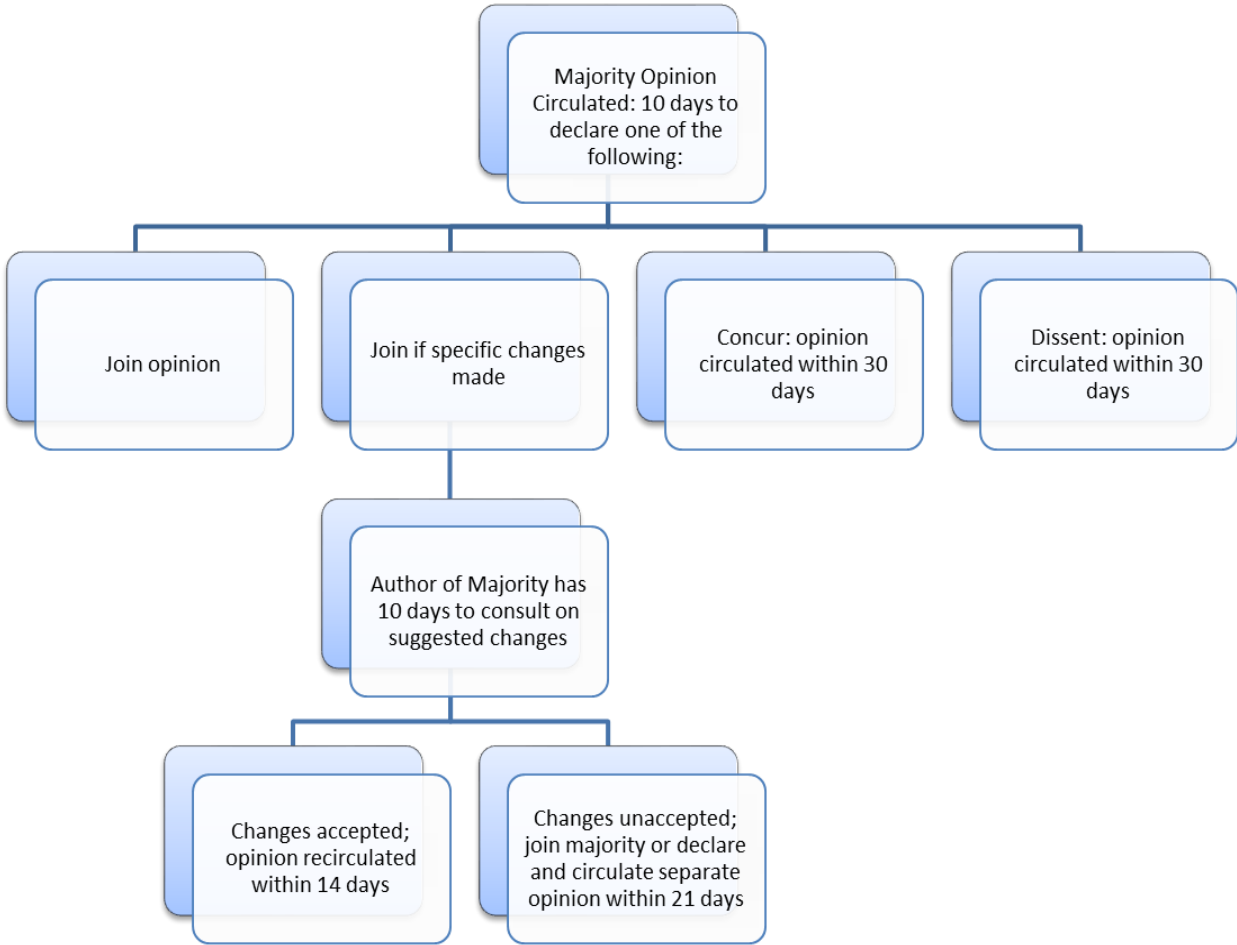 Majority Opinion
Circulated: 10 days to
declare one of the
following:
Join opinion
Join if specific changes
made
Concur: opinion
circulated within 30
days
Dissent: opinion
circulated within 30
days
Author of Majority has
10 days to consult on
suggested changes
Changes accepted;
opinion recirculated
within 14 days
Changes unaccepted;
join majority or declare
and circulate separate
opinion within 21 days